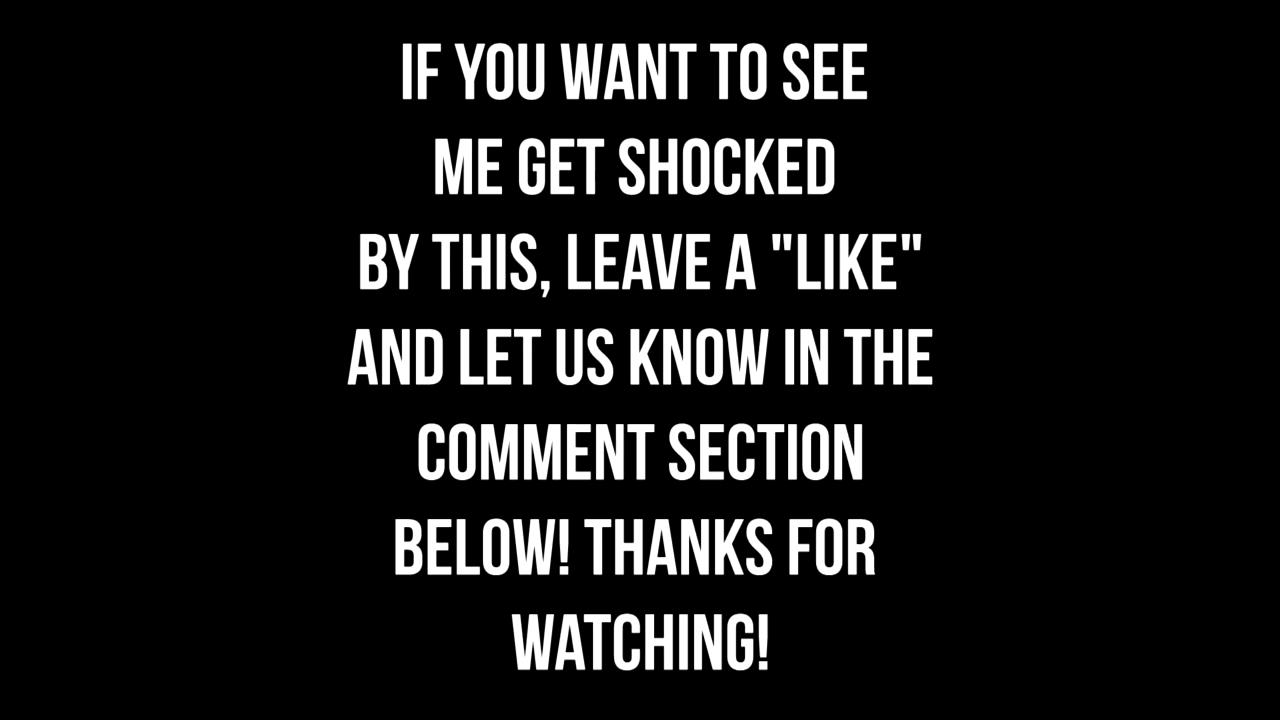 IF YOU WANT TO SEE
ME GET SHOCKED
BY THIS, LEAVE A "LIKE"
AND LET US KNOW IN THE
COMMENT SECTION
BELOW! THANKS FOR
WATCHING!